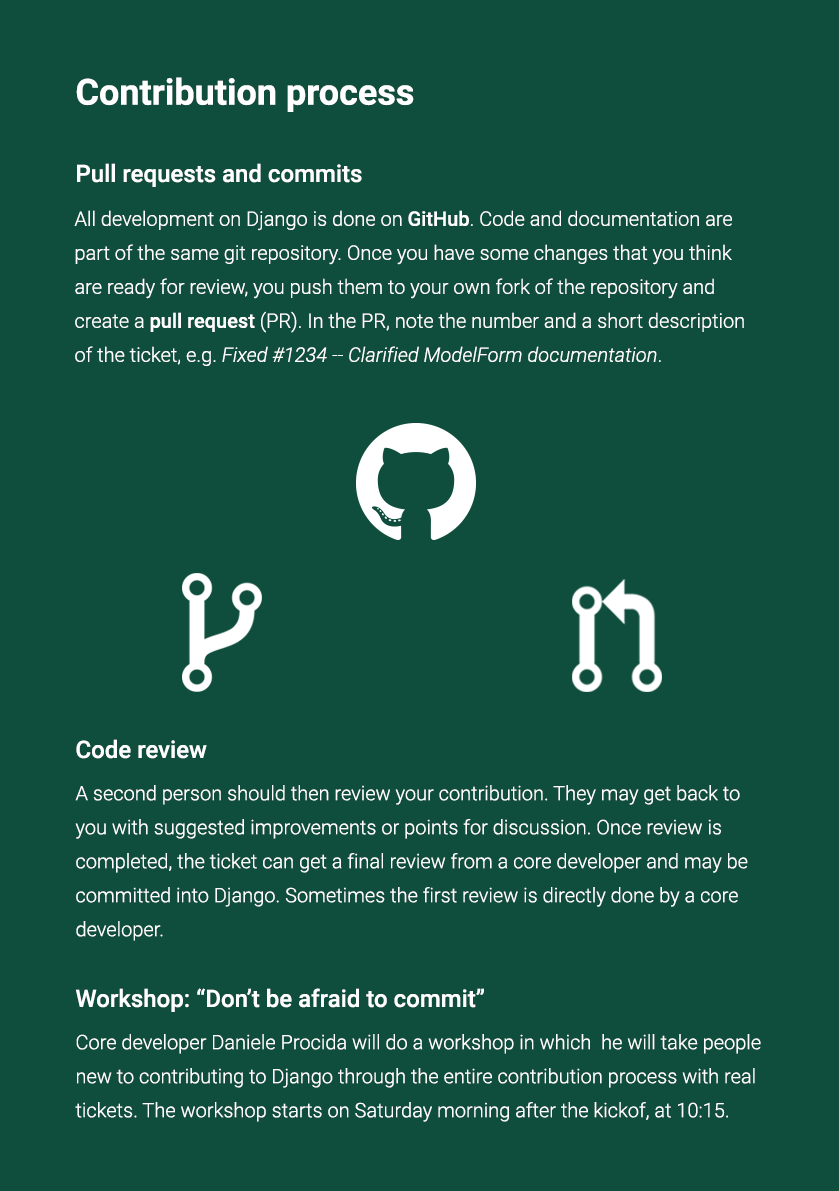 Contribution process
Pull requests and commits
All development on Django is done on GitHub. Code and documentation are
part of the same git repository. Once you have some changes that you think
are ready for review, you push them to your own fork of the repository and
create a pull request (PR). In the PR, note the number and a short description
of the ticket, e.g. Fixed #1234 -- Clarified ModelForm documentation.
Code review
A second person should then review your contribution. They may get back to
you with suggested improvements or points for discussion. Once review is
completed, the ticket can get a final review from a core developer and may be
committed into Django. Sometimes the first review is directly done by a core
developer.
Workshop: “Don’t be afraid to commit”
Core developer Daniele Procida will do a workshop in which  he will take people
new to contributing to Django through the entire contribution process with real
tickets. The workshop starts on Saturday morning after the kickof, at 10:15.